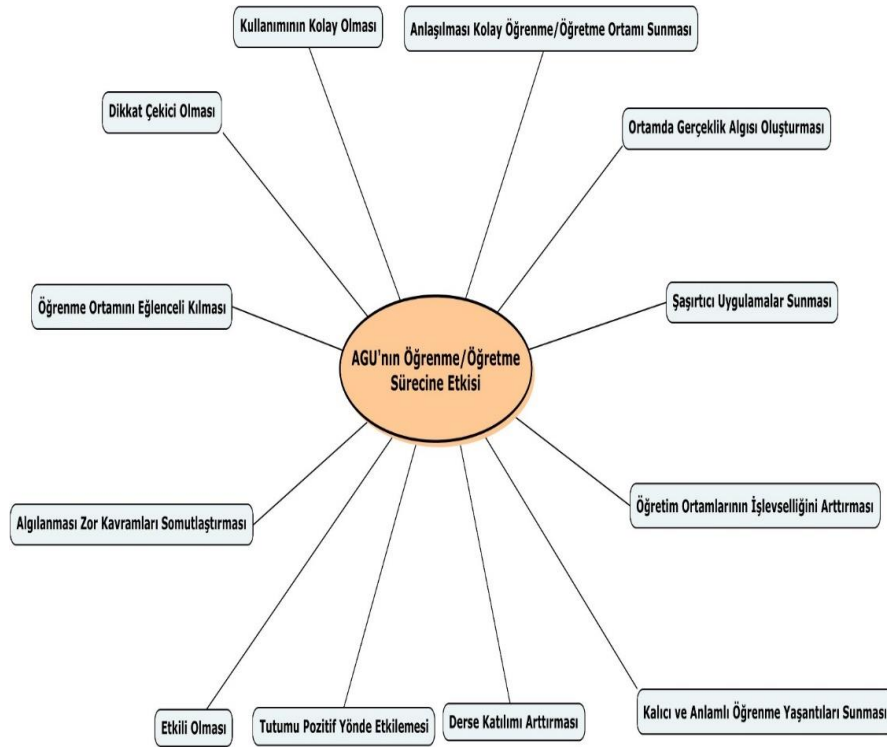 Kullanımının Kolay Olması
Anlaşılması Kolay Öğrenme/Öğretme Ortamı Sunması
Dikkat Çekici Olması
Ortamda Gerçeklik Algısı Oluşturması
Öğrenme Ortamını Eğlenceli Kılması
Şaşırtıcı Uygulamalar Sunması
AGU'nın Öğrenme/Öğretme
Sürecine Etkisi
Algılanması Zor Kavramları Somutlaştırması
Öğretim Ortamlarının İşlevselliğini Arttırması
Etkili Olması
Tutumu Pozitif Yönde Etkilemesi
Derse Katılımı Arttırması
Kalıcı ve Anlamlı Öğrenme Yaşantıları Sunması